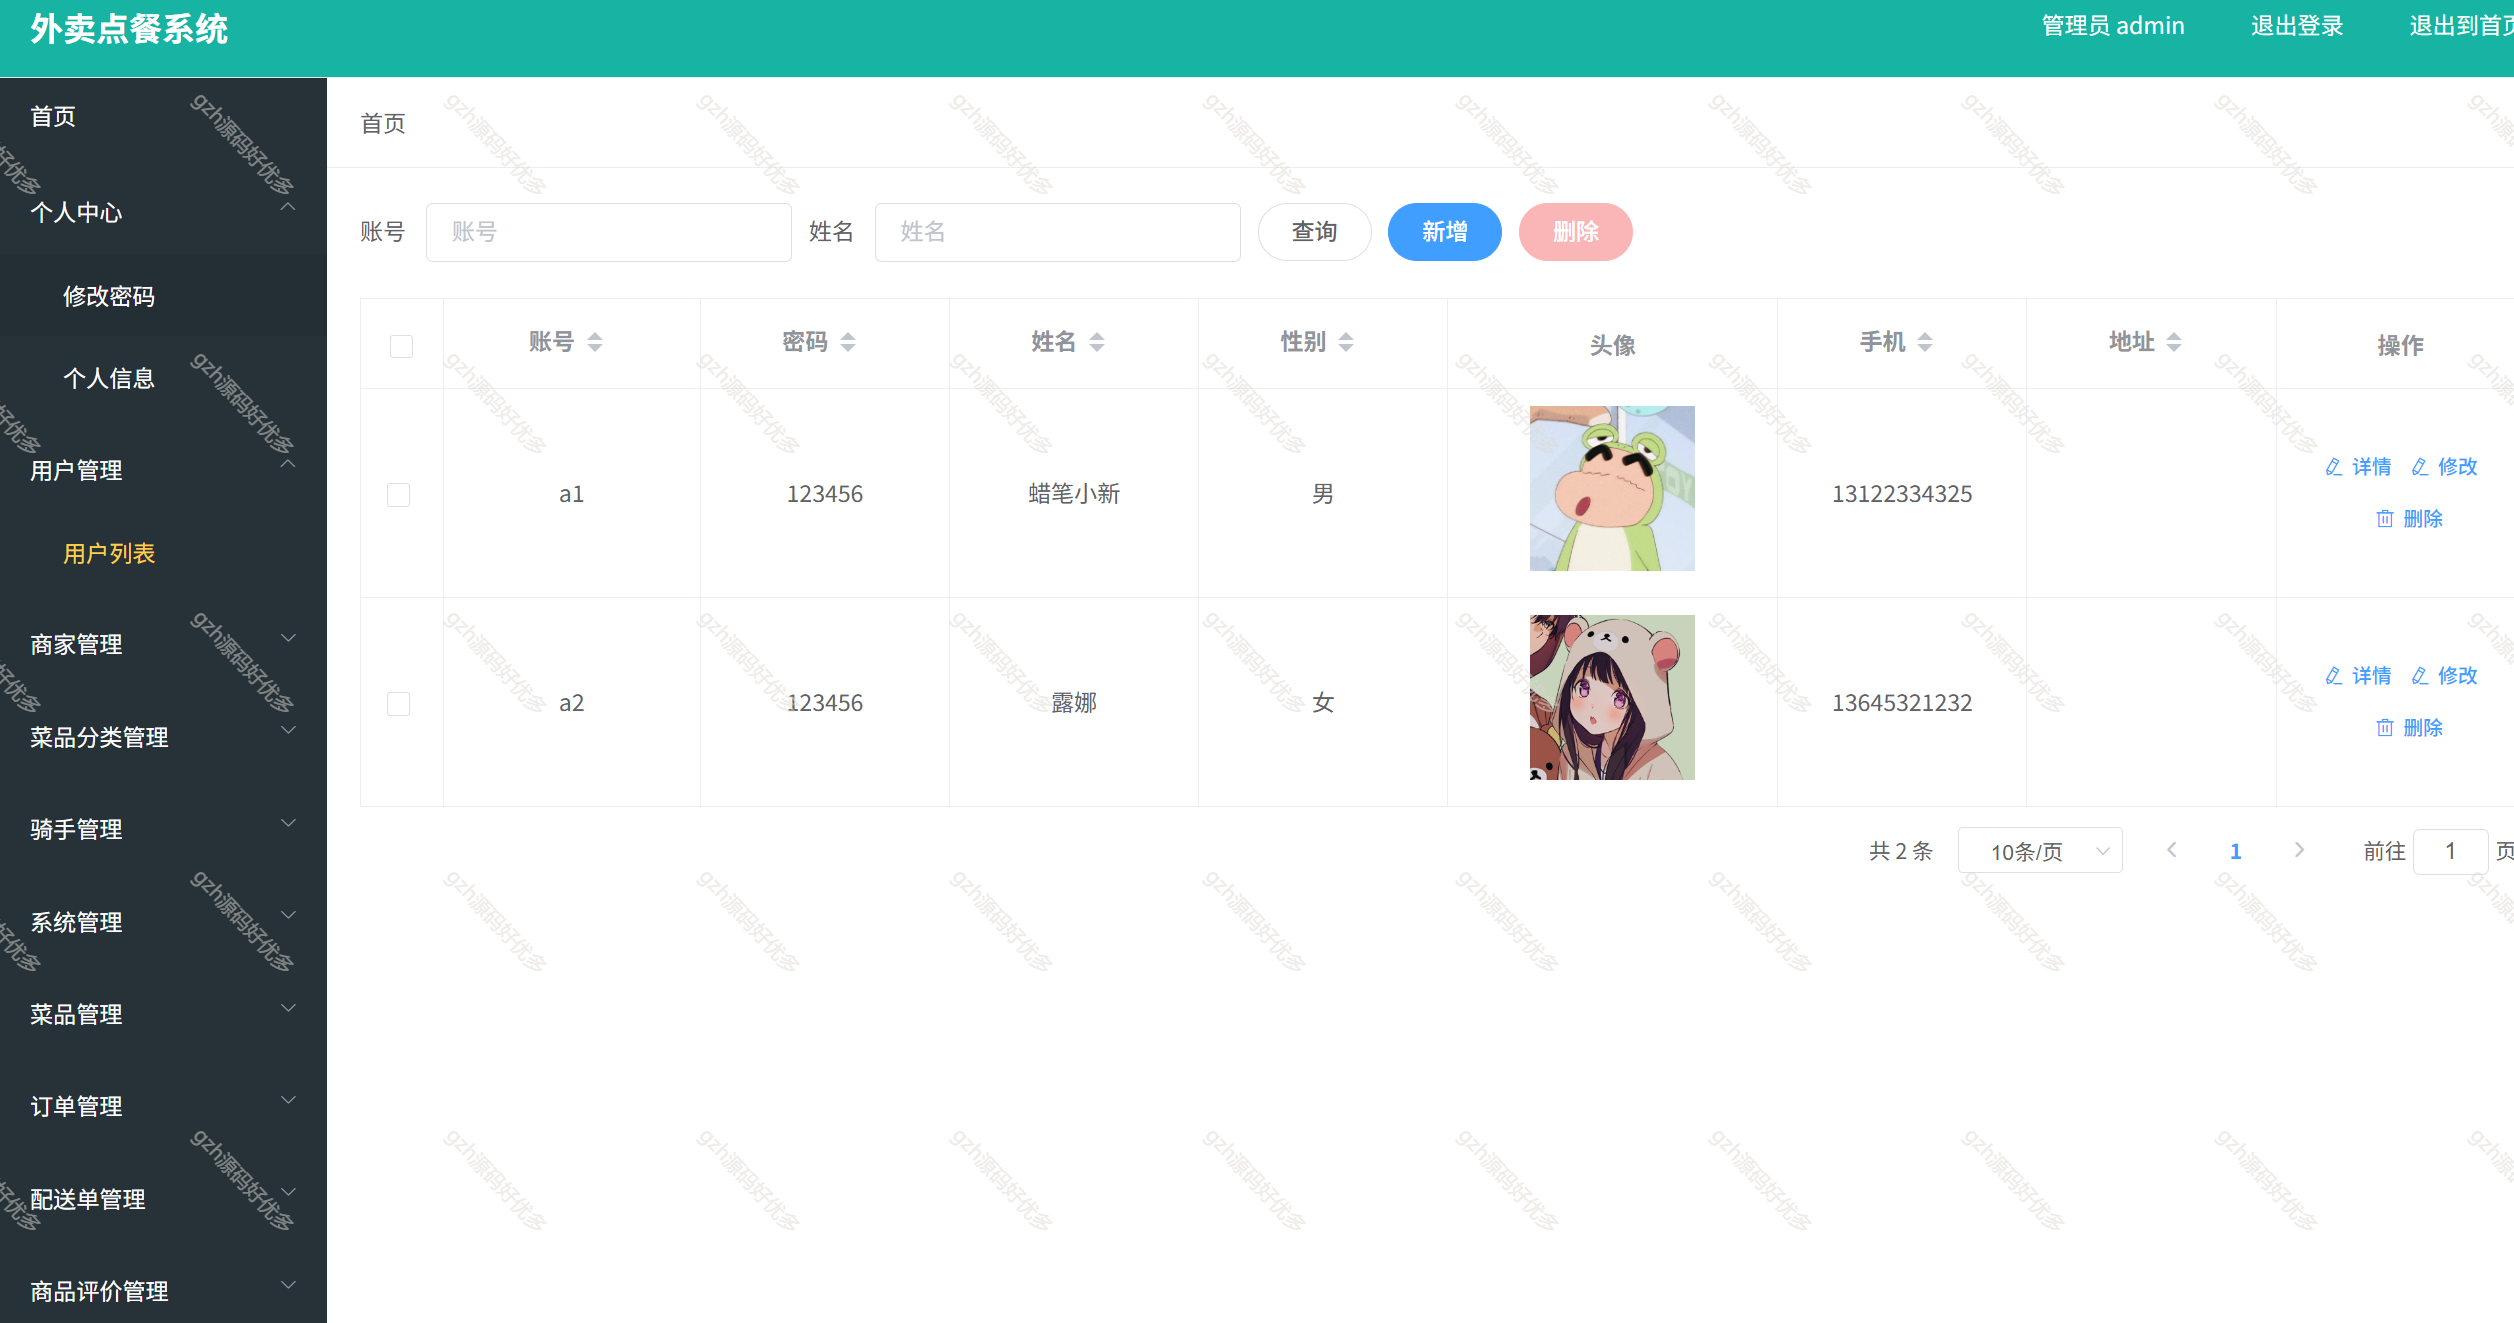 外卖点餐系统
管理员 admin
退出登录
退出到首页
首页
个人中心
修改密码
个人信息
用户管理
用户列表
商家管理
菜品分类管理
骑手管理
系统管理
菜品管理
订单管理
配送单管理
商品评价管理
首页
账号 账号 姓名 姓名 查询 新增 删除
账号 密码 姓名 性别 头像 手机 地址 操作
a1 123456 蜡笔小新 男 13122334325 详情 修改
删除
a2 123456 露娜 女 13645321232 详情 修改
删除
共 2 条 10条/页 1 前往 1 页
gzh源码好优多